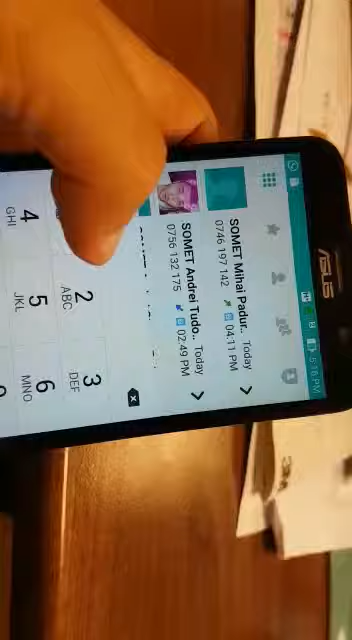 ASUS
5:16 PM
SOMET Mihai Padur.. Today
0746 197 142 04:11 PM
SOMET Andrei Tudo.. Today
0756 132 175 02:49 PM
2 ABC
3 DEF
4 GHI
5 JKL
6 MNO